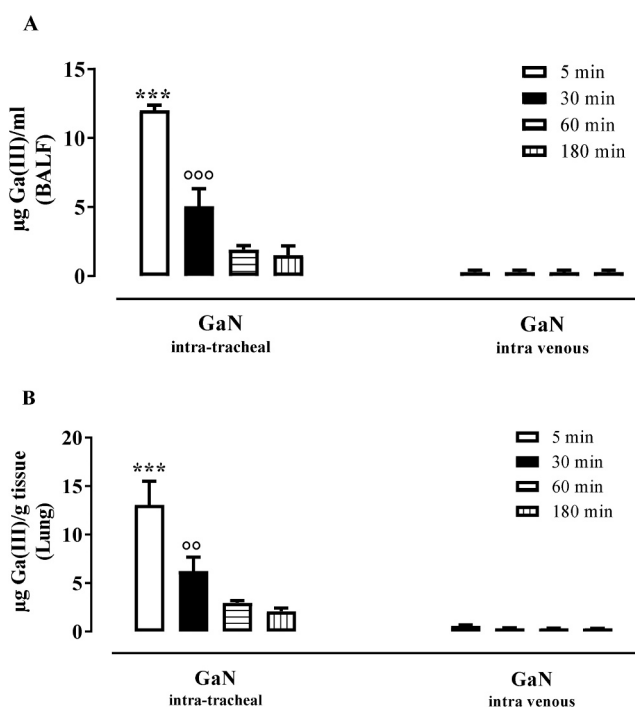 A
µg Ga(III)/ml
(BALF)
15
10
5
0
***
°°°
5 min
30 min
60 min
180 min
GaN
intra-tracheal
GaN
intra venous
B
µg Ga(III)/g tissue
(Lung)
20
15
10
5
0
***
°°
5 min
30 min
60 min
180 min
GaN
intra-tracheal
GaN
intra venous